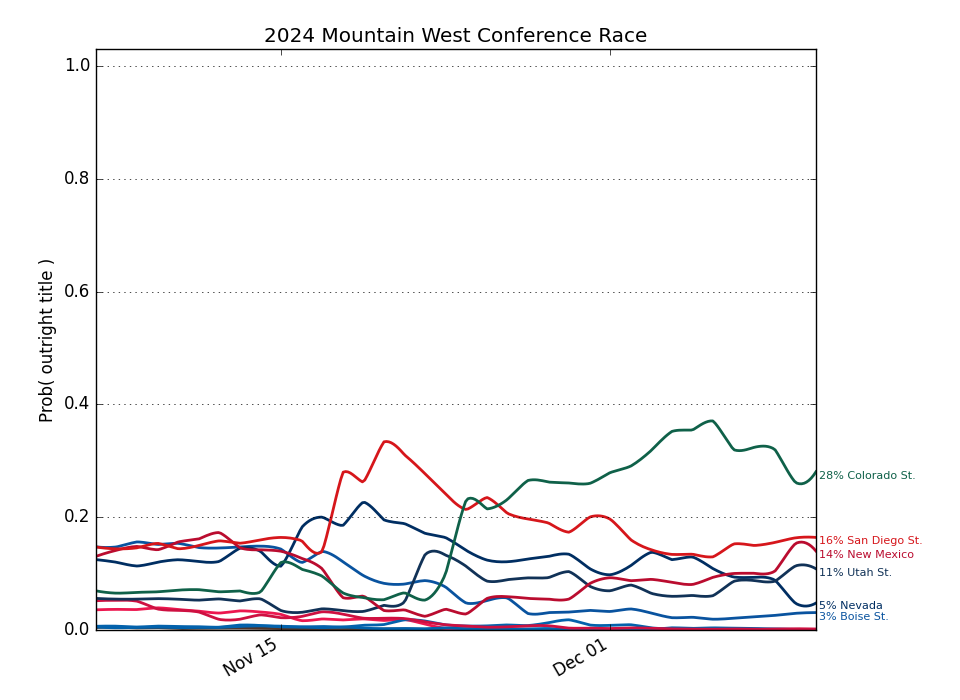 2024 Mountain West Conference Race
Prob( outright title )
1.0
0.8
0.6
0.4
0.2
0.0
28% Colorado St.
16% San Diego St.
14% New Mexico
11% Utah St.
5% Nevada
3% Boise St.
Nov 15
Dec 01